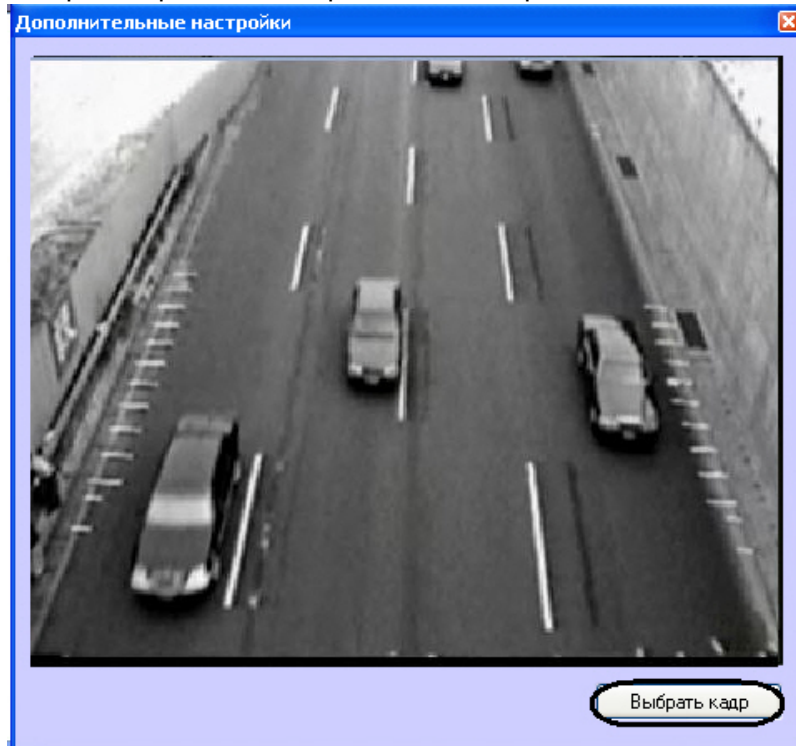 Дополнительные настройки
Выбрать кадр